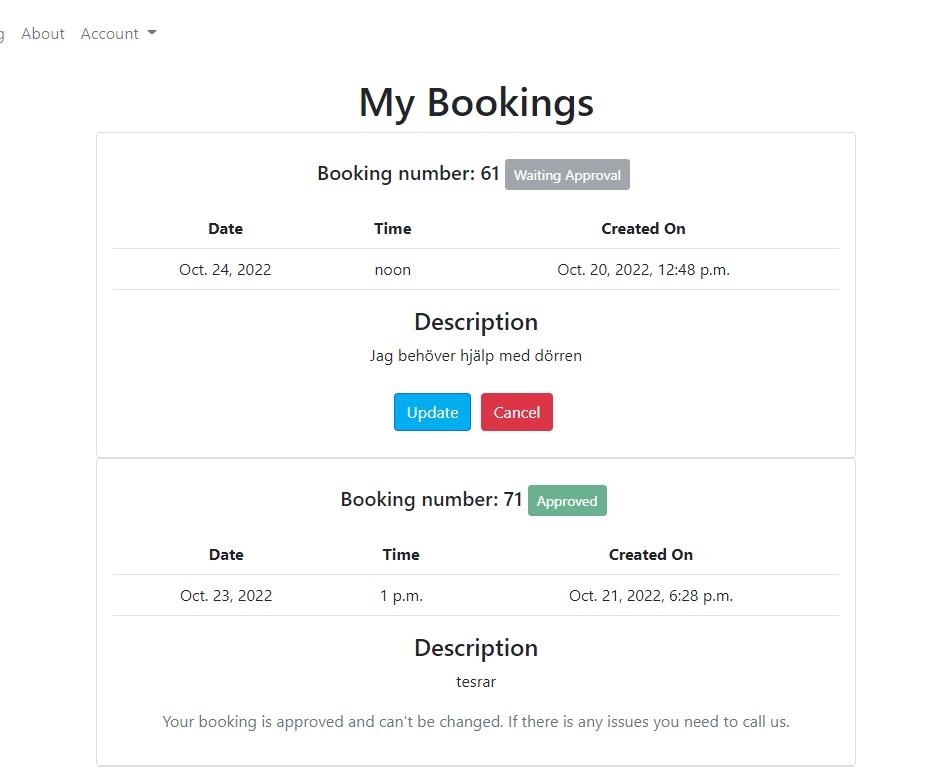 g About Account
My Bookings
Booking number: 61 Waiting Approval
Date Time Created On
Oct. 24, 2022 noon Oct. 20, 2022, 12:48 p.m.
Description
Jag behöver hjälp med dörren
Update Cancel
Booking number: 71 Approved
Date Time Created On
Oct. 23, 2022 1 p.m. Oct. 21, 2022, 6:28 p.m.
Description
tesrar
Your booking is approved and can't be changed. If there is any issues you need to call us.